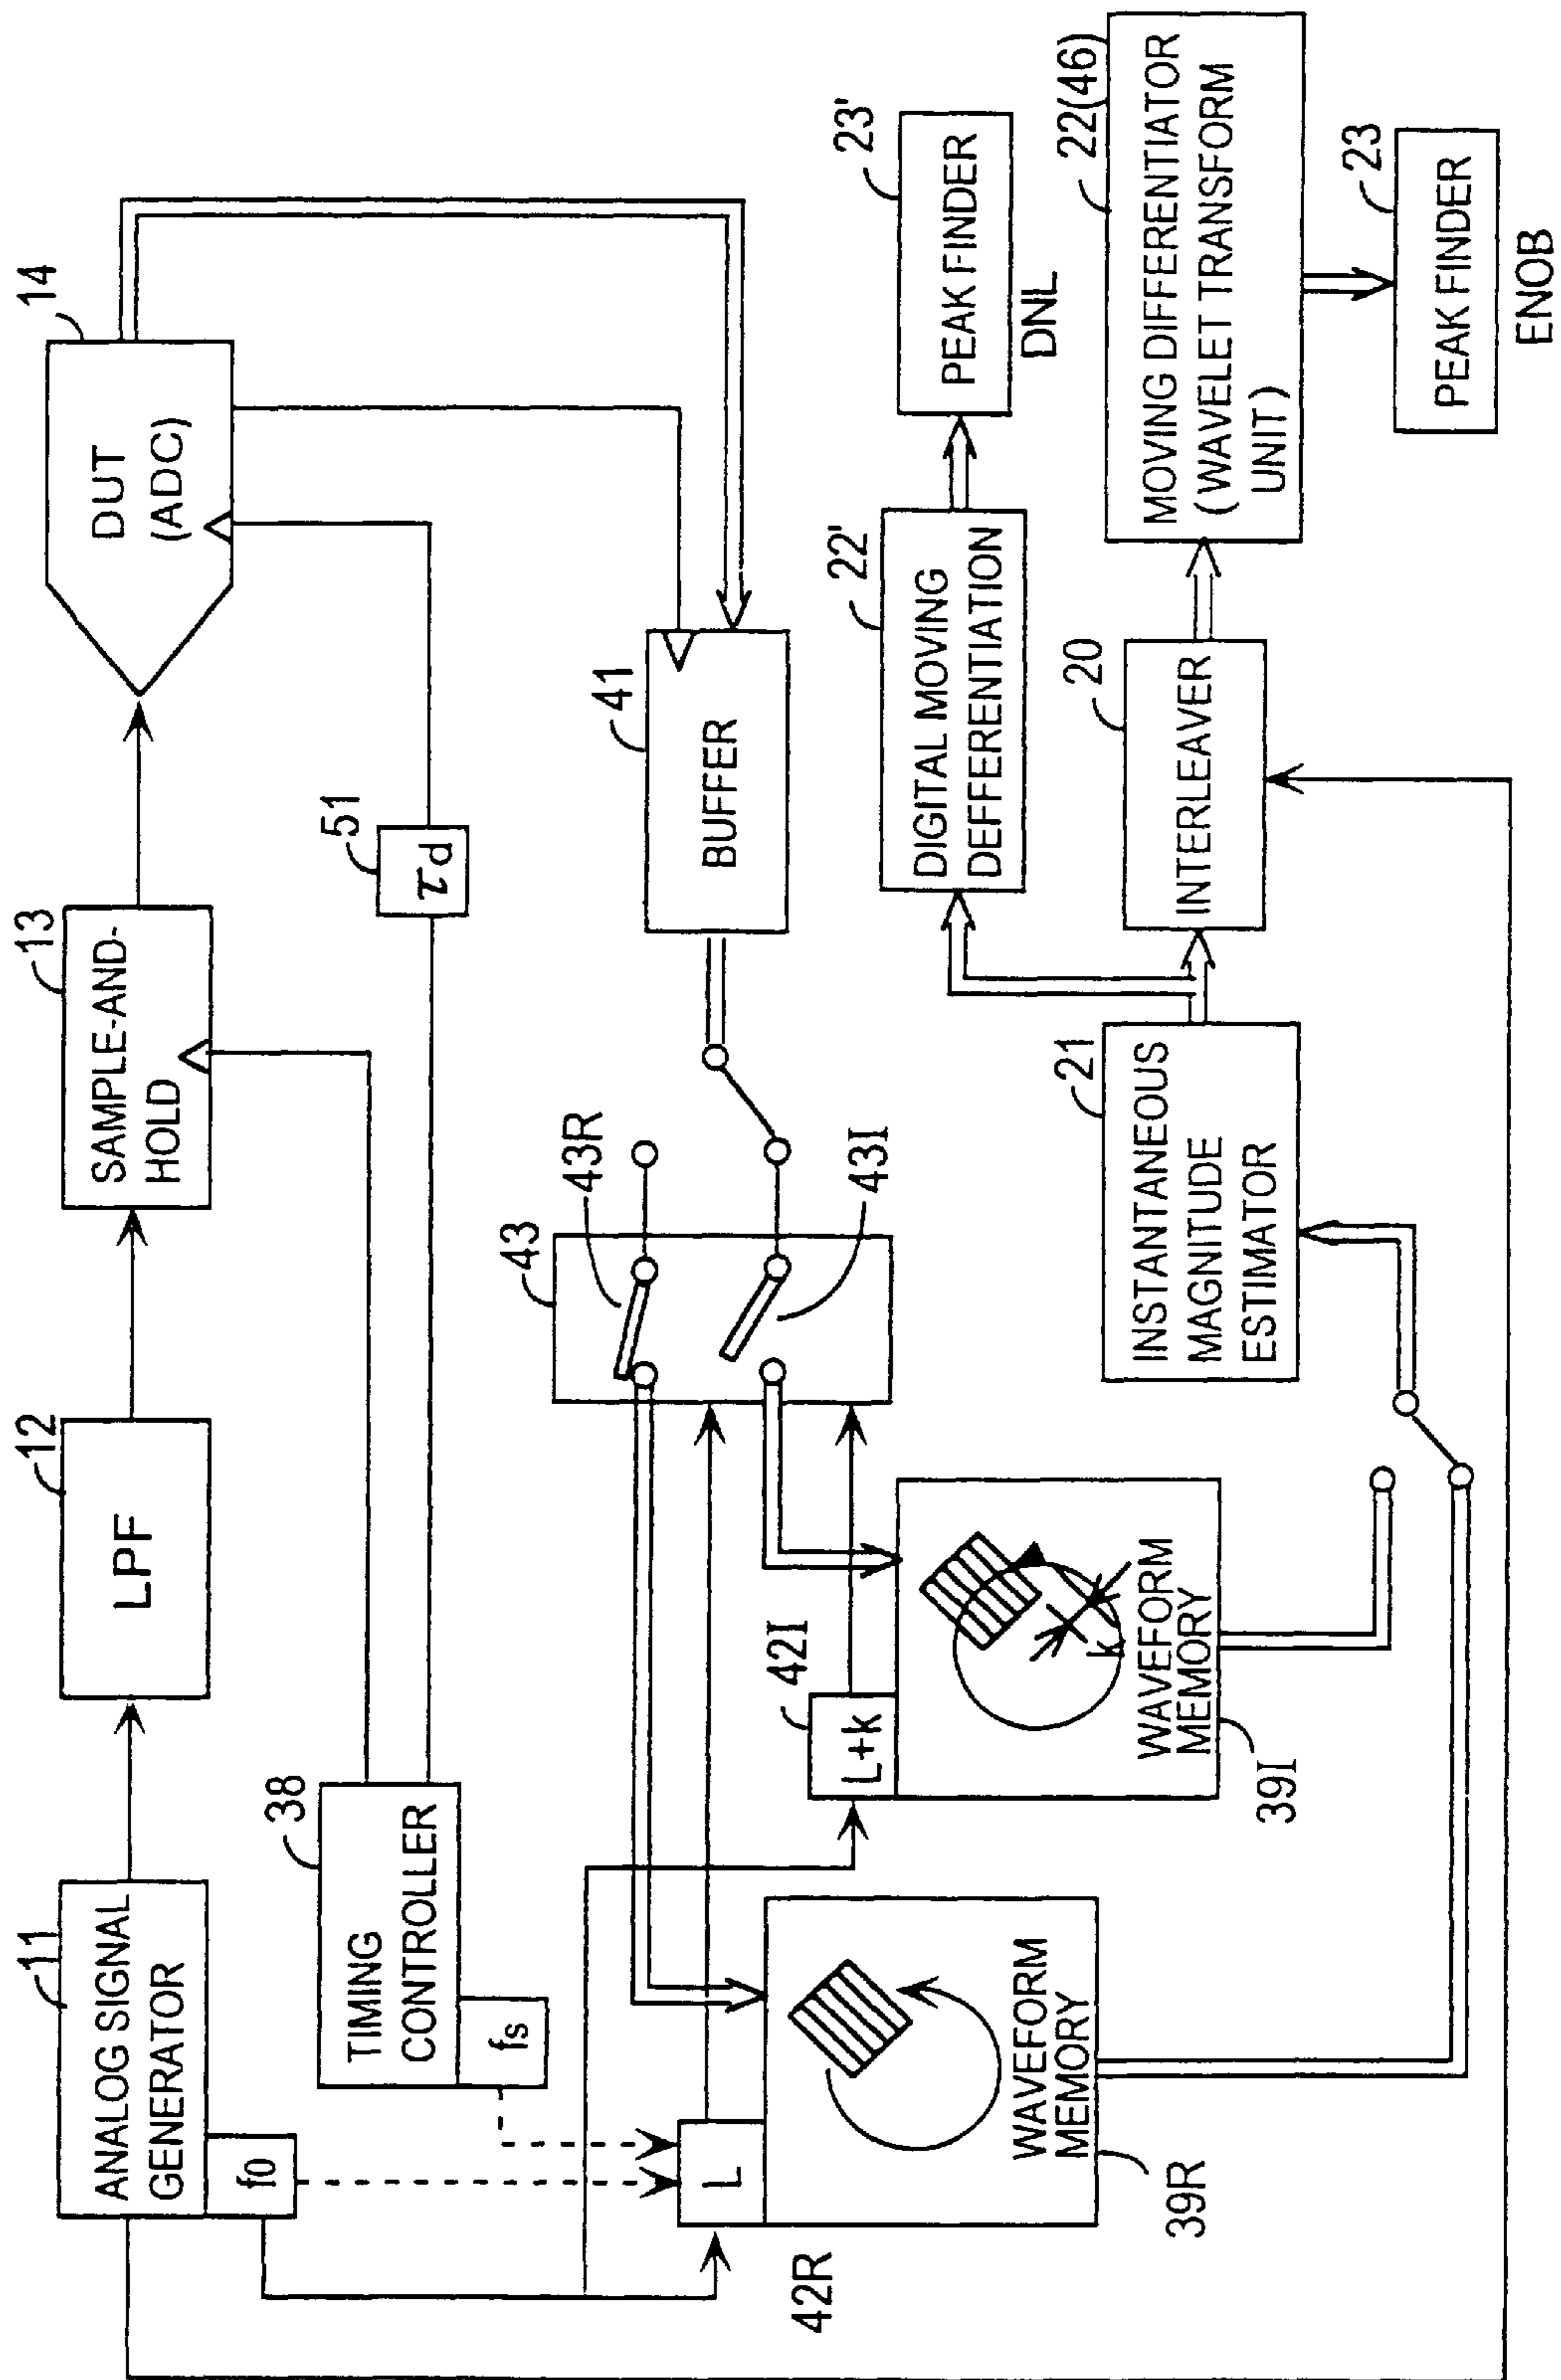 11
ANALOG SIGNAL
GENERATOR
f0
12
LPF
13
SAMPLE-AND-
HOLD
14
DUT
(ADC)
38
TIMING
CONTROLLER
fs
51
τd
41
BUFFER
43
43R
43I
42R
L
WAVEFORM
MEMORY
39R
42I
L+k
k
WAVEFORM
MEMORY
39I
21
INSTANTANEOUS
MAGNITUDE
ESTIMATOR
22'
DIGITAL MOVING
DEFFERENTIATION
23'
PEAK FINDER
DNL
20
INTERLEAVER
22(46)
MOVING DIFFERENTIATOR
(WAVELET TRANSFORM
UNIT)
23
PEAK FINDER
ENOB